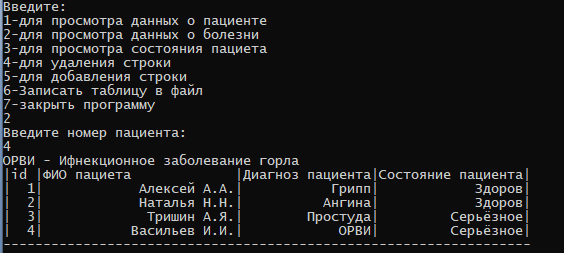 Введите:
1-для просмотра данных о пациенте
2-для просмотра данных о болезни
3-для просмотра состояния пациета
4-для удаления строки
5-для добавления строки
6-Записать таблицу в файл
7-закрыть программу
2
Введите номер пациента:
4
ОРВИ - Ифнекционное заболевание горла
|id |ФИО пациета |Диагноз пациента|Состояние пациента|
| 1| Алексей А.А.| Грипп| Здоров|
| 2| Наталья Н.Н.| Ангина| Здоров|
| 3| Тришин А.Я.| Простуда| Серьёзное|
| 4| Васильев И.И.| ОРВИ| Серьёзное|
------------------------------------------------------------------